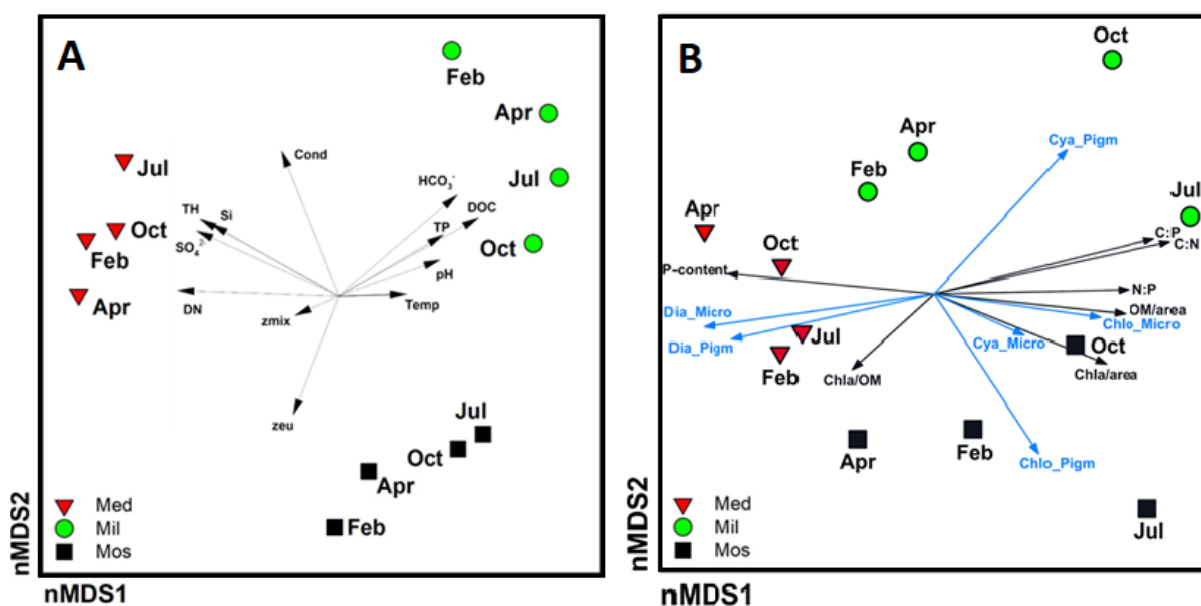 A
Feb
Apr
Cond
Jul
HCO₃⁻
Jul
TH
Si
DOC
Oct
TP
SO₄²⁻
Oct
Feb
pH
Apr
DN
Temp
zmix
zeu
Jul
Oct
Apr
Feb
Med
Mil
Mos
nMDS2
nMDS1
B
Oct
Apr
Cya_Pigm
Feb
Jul
Apr
C:P
Oct
C:N
P-content
N:P
Dia_Micro
OM/area
Chlo_Micro
Jul
Cya_Micro
Oct
Dia_Pigm
Feb
Chla/OM
Chla/area
Apr
Feb
Chlo_Pigm
Jul
Med
Mil
Mos
nMDS2
nMDS1